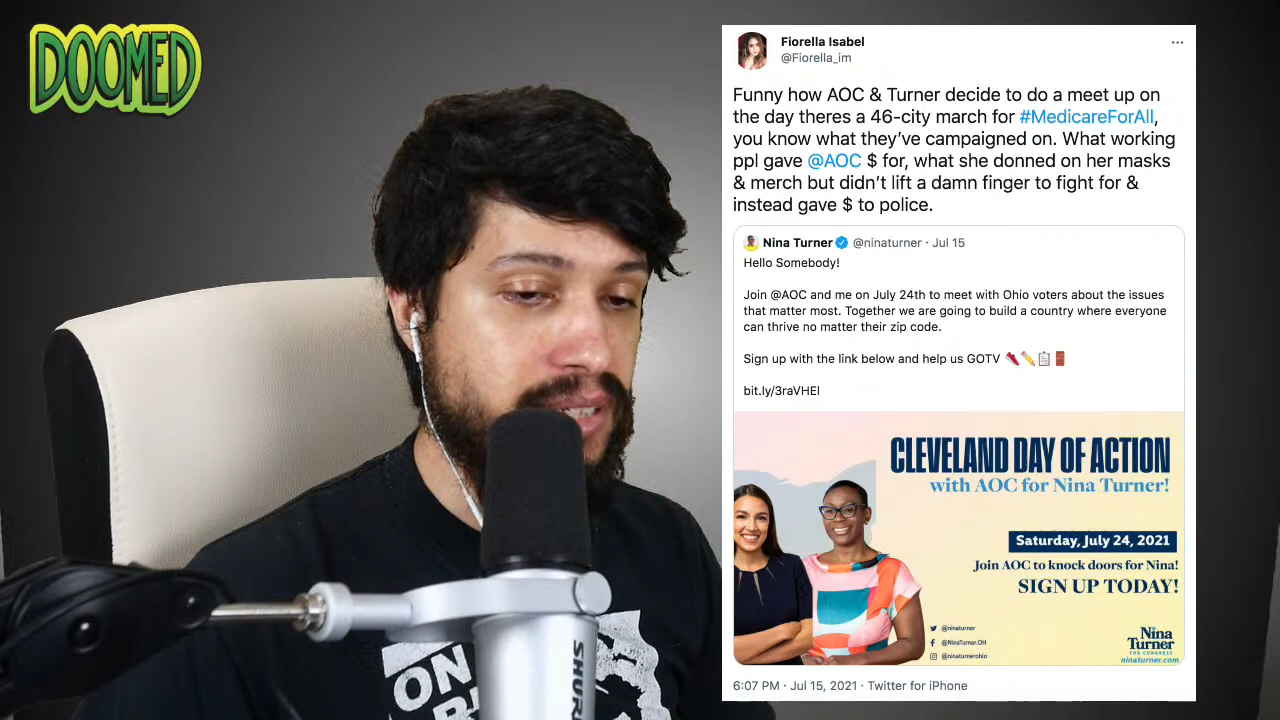 DOOMED
Fiorella Isabel
@Fiorella_im
Funny how AOC & Turner decide to do a meet up on
the day theres a 46-city march for #MedicareForAll,
you know what they've campaigned on. What working
ppl gave @AOC $ for, what she donned on her masks
& merch but didn't lift a damn finger to fight for &
instead gave $ to police.
Nina Turner @ninaturner · Jul 15
Hello Somebody!
Join @AOC and me on July 24th to meet with Ohio voters about the issues
that matter most. Together we are going to build a country where everyone
can thrive no matter their zip code.
Sign up with the link below and help us GOTV
bit.ly/3raVHEl
CLEVELAND DAY OF ACTION
with AOC for Nina Turner!
Saturday, July 24, 2021
Join AOC to knock doors for Nina!
SIGN UP TODAY!
@ninaturner
@NinaTurner.OH
@ninaturnerohio
Nina
Turner
FOR CONGRESS
ninaturner.com
6:07 PM · Jul 15, 2021 · Twitter for iPhone
ON
SHUR